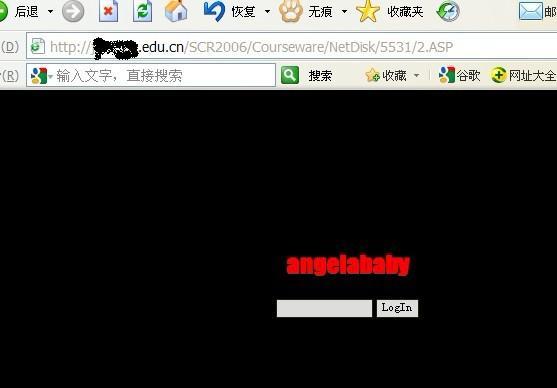 后退 恢复 无痕 收藏夹 邮
(D) http:// .edu.cn/SCR2006/Courseware/NetDisk/5531/2.ASP
(R) 输入文字，直接搜索 搜索 收藏 谷歌 网址大全
angelababy
LogIn